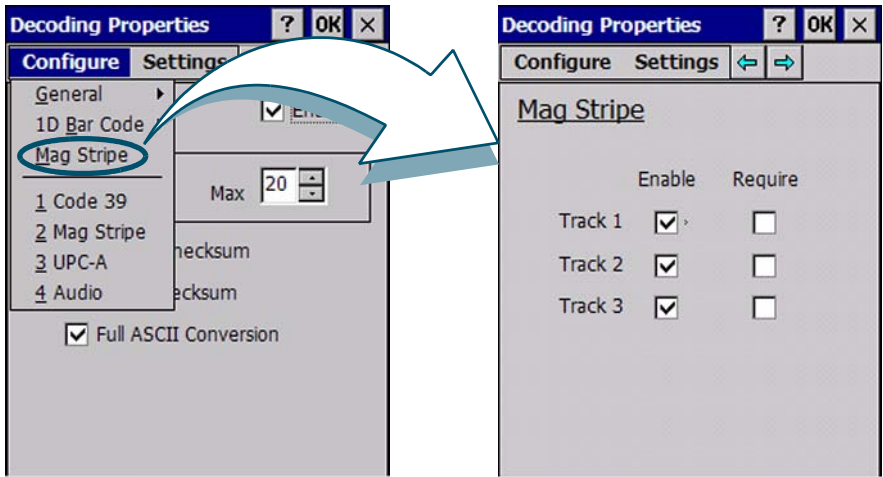 Decoding Properties ? OK ×
Configure Settings
General
1D Bar Code
Mag Stripe
1 Code 39
2 Mag Stripe
3 UPC-A
4 Audio
Max 20
Full ASCII Conversion
Decoding Properties ? OK ×
Configure Settings
Mag Stripe
Enable Require
Track 1
Track 2
Track 3